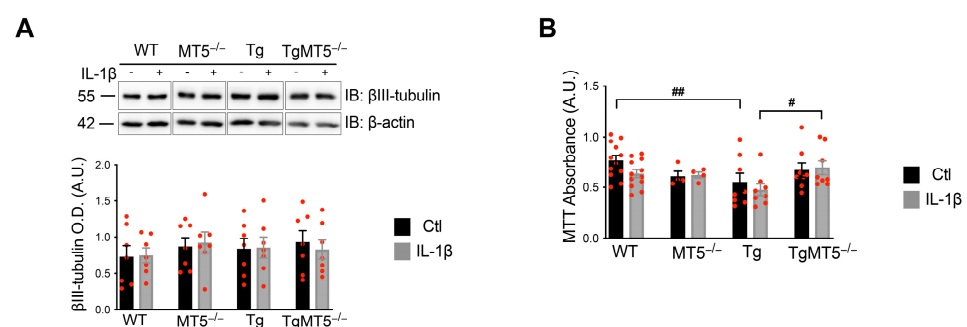 A
WT MT5–/– Tg TgMT5–/–
IL-1β - + - + - + - +
55 IB: βIII-tubulin
42 IB: β-actin
βIII-tubulin O.D. (A.U.)
2.0
1.5
1.0
0.5
0.0
WT MT5–/– Tg TgMT5–/–
Ctl
IL-1β
B
MTT Absorbance (A.U.)
1.5
1.0
0.5
0.0
## #
WT MT5–/– Tg TgMT5–/–
Ctl
IL-1β